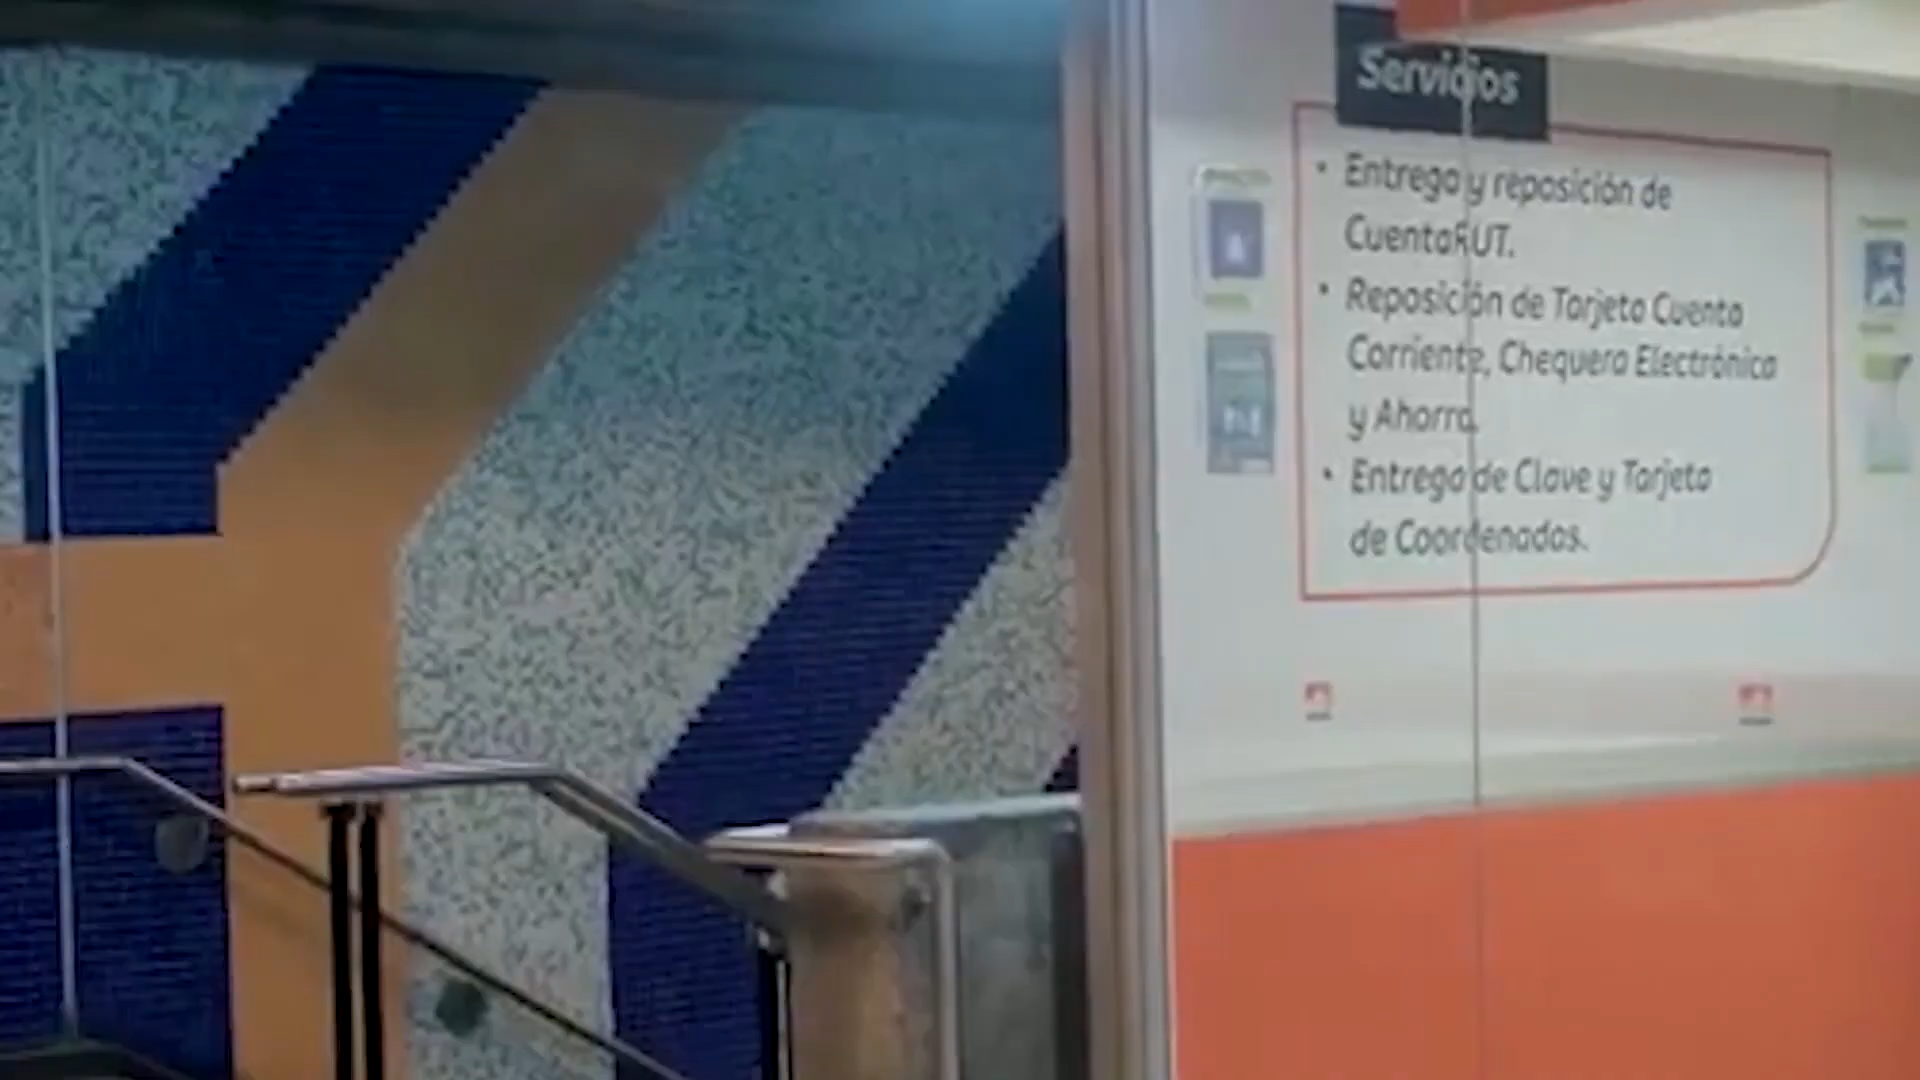 Servicios
• Entrega y reposición de
CuentaRUT.
• Reposición de Tarjeta Cuenta
Corriente, Chequera Electrónica
y Ahorro.
• Entrega de Clave y Tarjeta
de Coordenadas.